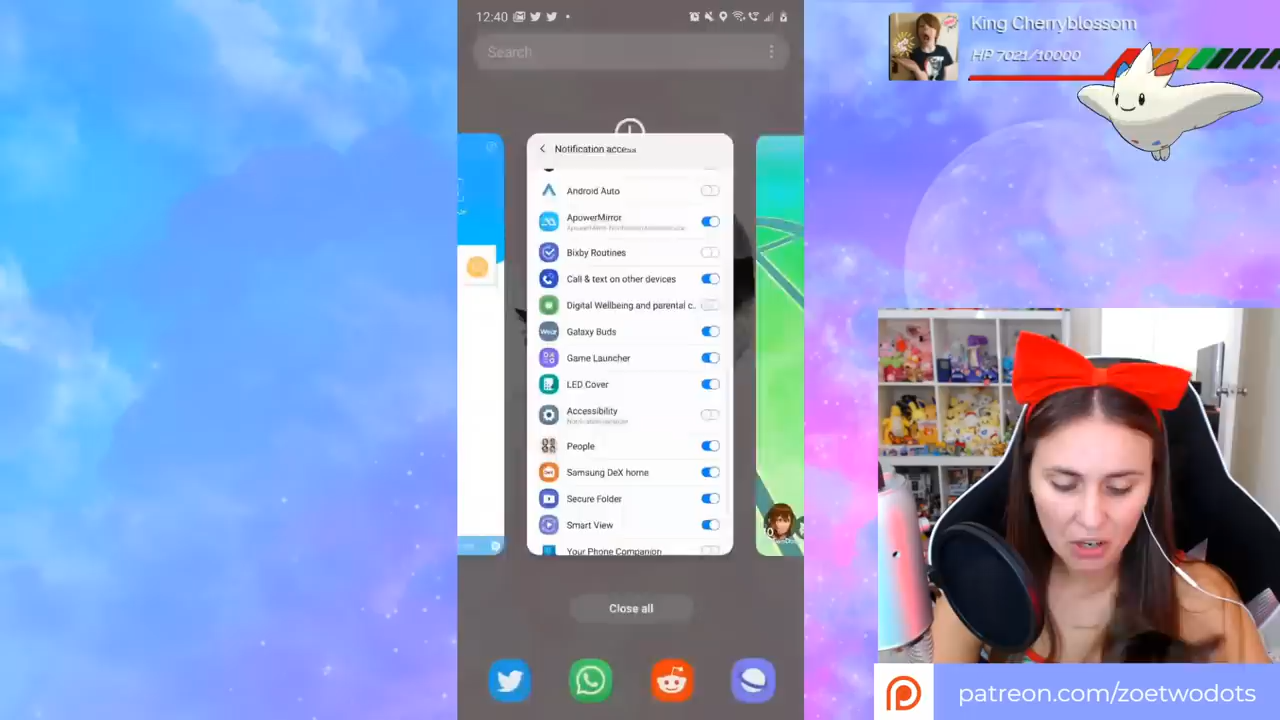 12:40
Search
Notification access
Android Auto
ApowerMirror
Bixby Routines
Call & text on other devices
Digital Wellbeing and parental c..
Galaxy Buds
Game Launcher
LED Cover
Accessibility
People
Samsung DeX home
Secure Folder
Smart View
Your Phone Companion
Close all
King Cherryblossom
HP 7021/10000
patreon.com/zoetwodots